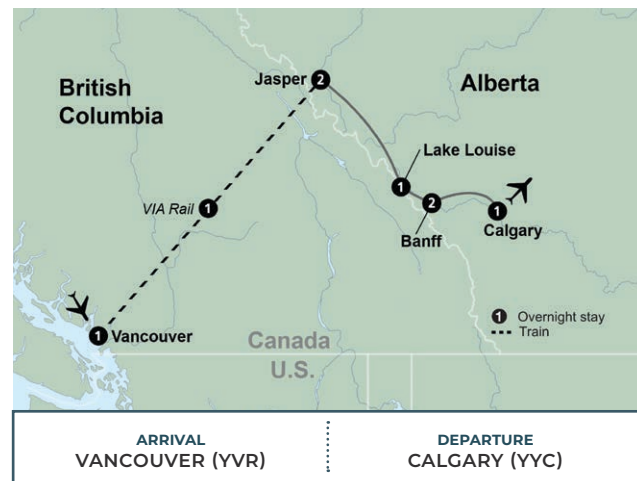 British
Columbia
Jasper
2
Alberta
Lake Louise
1
2
Banff
1
Calgary
VIA Rail
1
1
Vancouver
1 Overnight stay
Train
Canada
U.S.
ARRIVAL
VANCOUVER (YVR)
DEPARTURE
CALGARY (YYC)